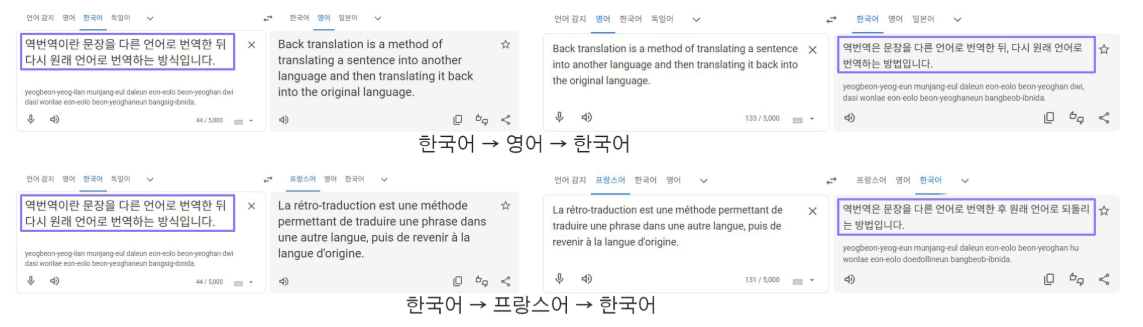 언어 감지 영어 한국어 독일어
한국어 영어 일본어
역번역이란 문장을 다른 언어로 번역한 뒤
다시 원래 언어로 번역하는 방식입니다.
yeogbeon-yeog-ilan munjang-eul daleun eon-eolo beon-yeoghan dwi
dasi wonlae eon-eolo beon-yeoghaneun bangsig-ibnida.
44 / 5,000
Back translation is a method of
translating a sentence into another
language and then translating it back
into the original language.
언어 감지 영어 한국어 독일어
한국어 영어 일본어
Back translation is a method of translating a sentence
into another language and then translating it back into
the original language.
133 / 5,000
역번역은 문장을 다른 언어로 번역한 뒤, 다시 원래 언어로
번역하는 방법입니다.
yeogbeon-yeog-eun munjang-eul daleun eon-eolo beon-yeoghan dwi,
dasi wonlae eon-eolo beon-yeoghaneun bangbeob-ibnida.
한국어 → 영어 → 한국어
언어 감지 영어 한국어 독일어
프랑스어 영어 한국어
역번역이란 문장을 다른 언어로 번역한 뒤
다시 원래 언어로 번역하는 방식입니다.
yeogbeon-yeog-ilan munjang-eul daleun eon-eolo beon-yeoghan dwi
dasi wonlae eon-eolo beon-yeoghaneun bangsig-ibnida.
44 / 5,000
La rétro-traduction est une méthode
permettant de traduire une phrase dans
une autre langue, puis de revenir à la
langue d'origine.
언어 감지 프랑스어 한국어 영어
프랑스어 영어 한국어
La rétro-traduction est une méthode permettant de
traduire une phrase dans une autre langue, puis de
revenir à la langue d'origine.
131 / 5,000
역번역은 문장을 다른 언어로 번역한 후 원래 언어로 되돌리
는 방법입니다.
yeogbeon-yeog-eun munjang-eul daleun eon-eolo beon-yeoghan hu
wonlae eon-eolo doedollineun bangbeob-ibnida.
한국어 → 프랑스어 → 한국어